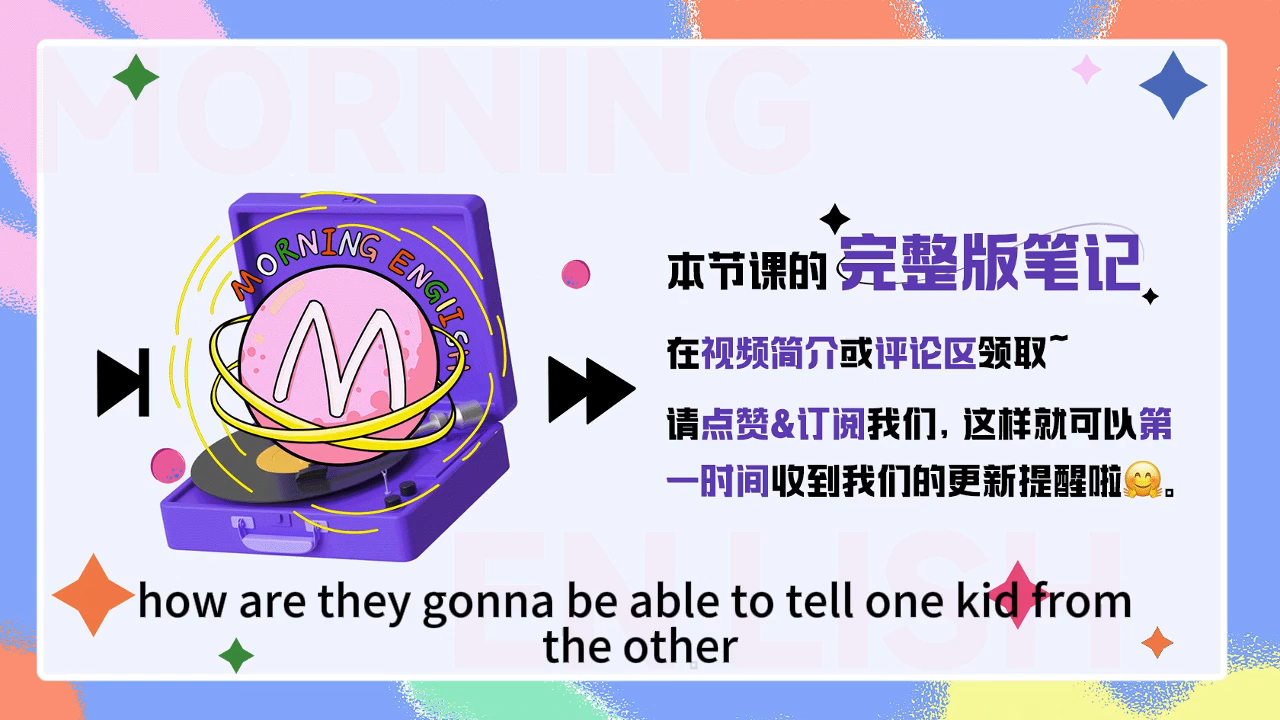 MORNING
MORNING ENGlISH
M
本节课的 完整版笔记
在视频简介或评论区领取~
请点赞&订阅我们, 这样就可以第
一时间收到我们的更新提醒啦🤗。
ENLISH
how are they gonna be able to tell one kid from
the other